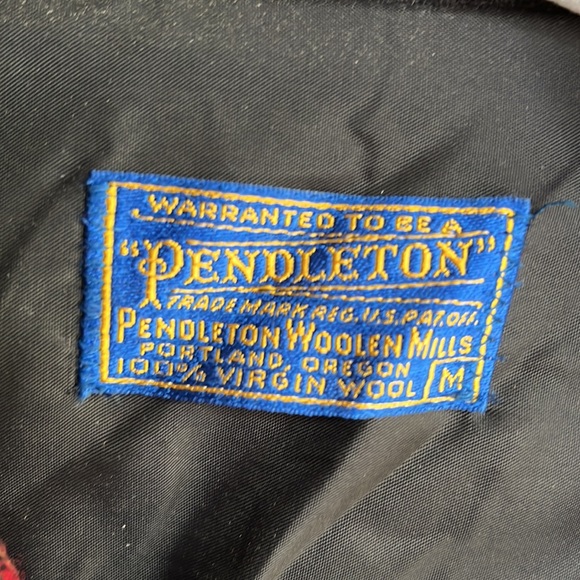 WARRANTED TO BE A
"PENDLETON"
TRADE MARK REG. U.S. PAT. OFF.
PENDLETON WOOLEN MILLS
PORTLAND, OREGON
100% VIRGIN WOOL M